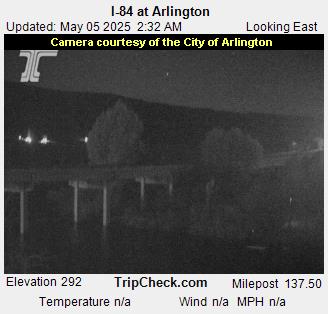 I-84 at Arlington
Updated: May 05 2025 2:32 AM Looking East
Camera courtesy of the City of Arlington
Elevation 292 TripCheck.com Milepost 137.50
Temperature n/a Wind n/a MPH n/a